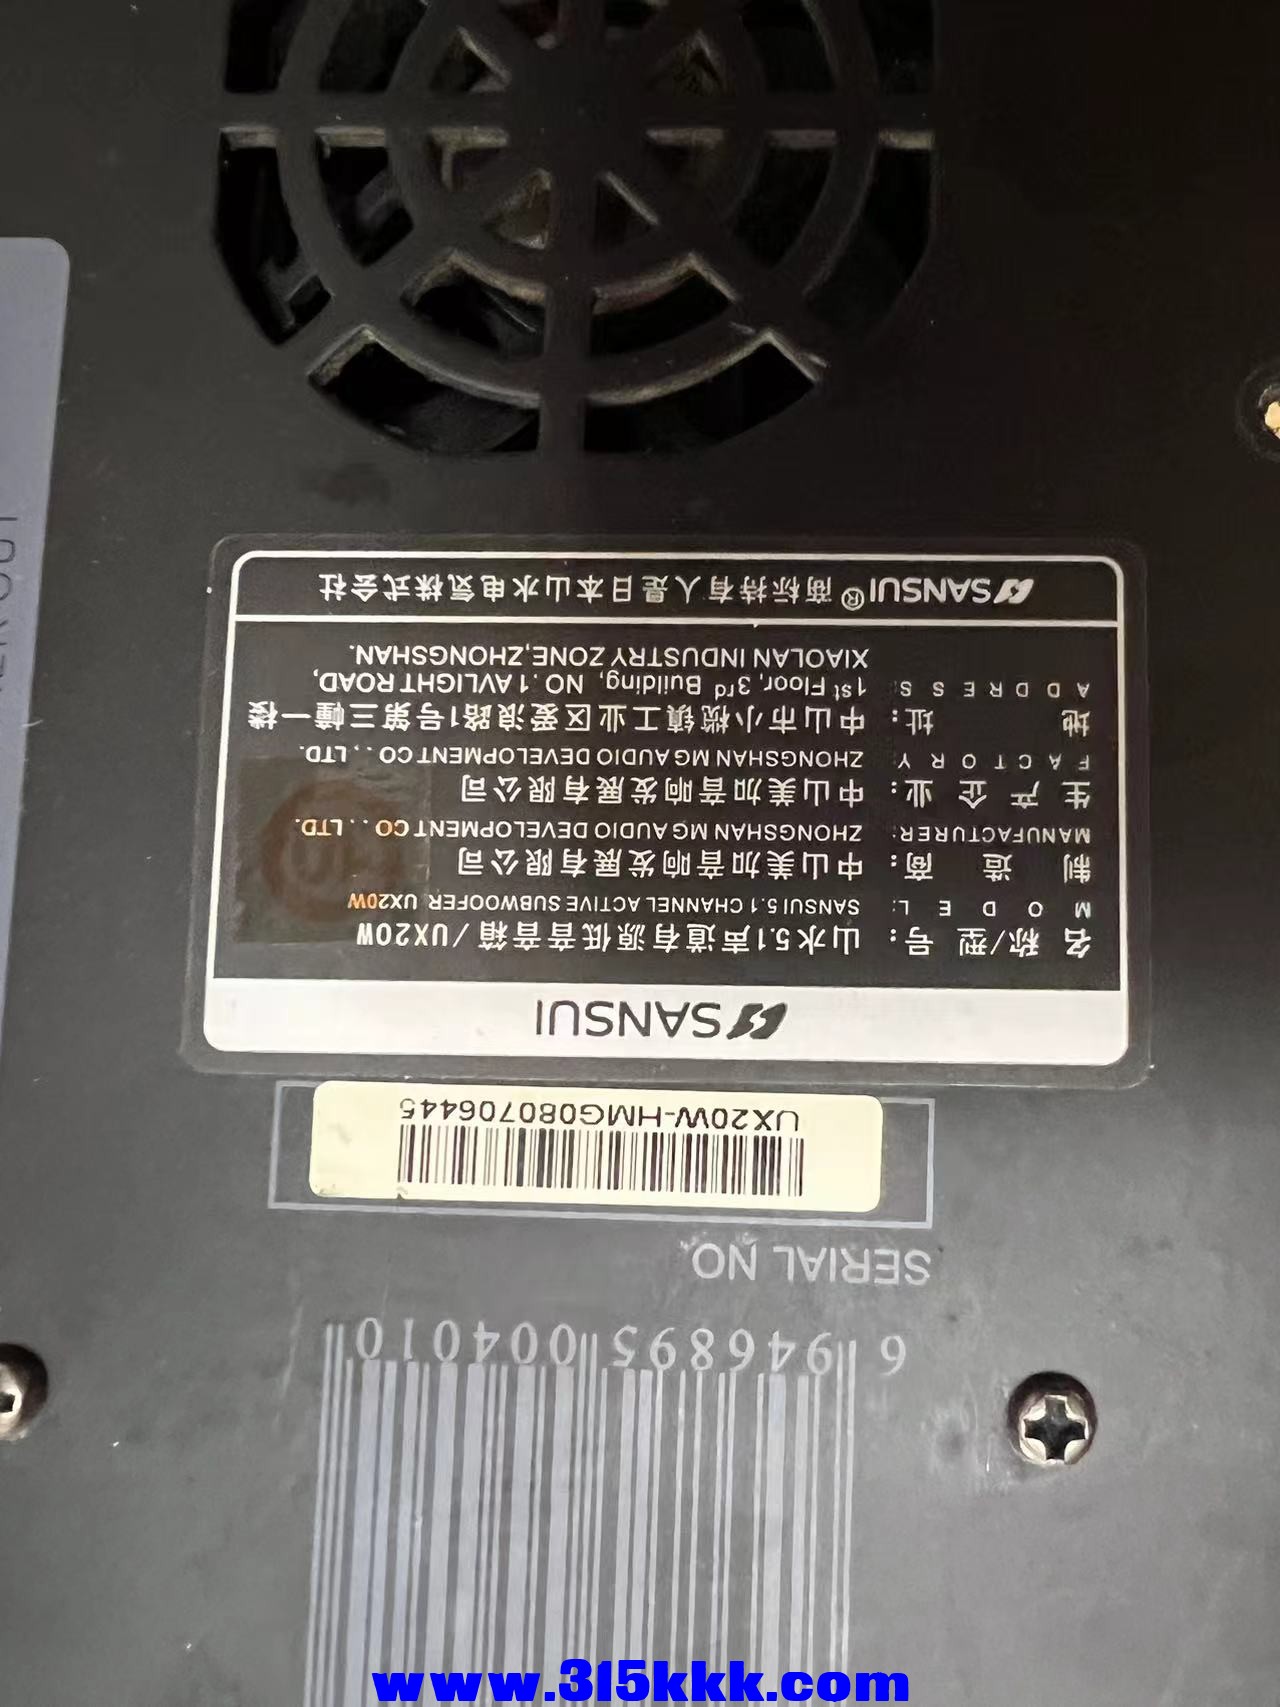 SANSUI
名称/型号：山水5.1声道有源低音音箱/UX20W
MODEL: SANSUI 5.1 CHANNEL ACTIVE SUBWOOFER UX20W
制造商：中山美加音响发展有限公司
MANUFACTURER: ZHONGSHAN MG AUDIO DEVELOPMENT CO.,.LTD.
生产企业：中山美加音响发展有限公司
FACTORY: ZHONGSHAN MG AUDIO DEVELOPMENT CO.,.LTD.
地址：中山市小榄镇工业区爱浪路1号第三幢一楼
ADDRESS: 1st Floor, 3rd Building, NO.1 AVLIGHT ROAD,
XIAOLAN INDUSTRY ZONE,ZHONGSHAN.
SANSUI® 商标持有人是日本山水电気株式会社
6 946895 004010
SERIAL NO.
UX20W-HMG080706445
www.315kkk.com